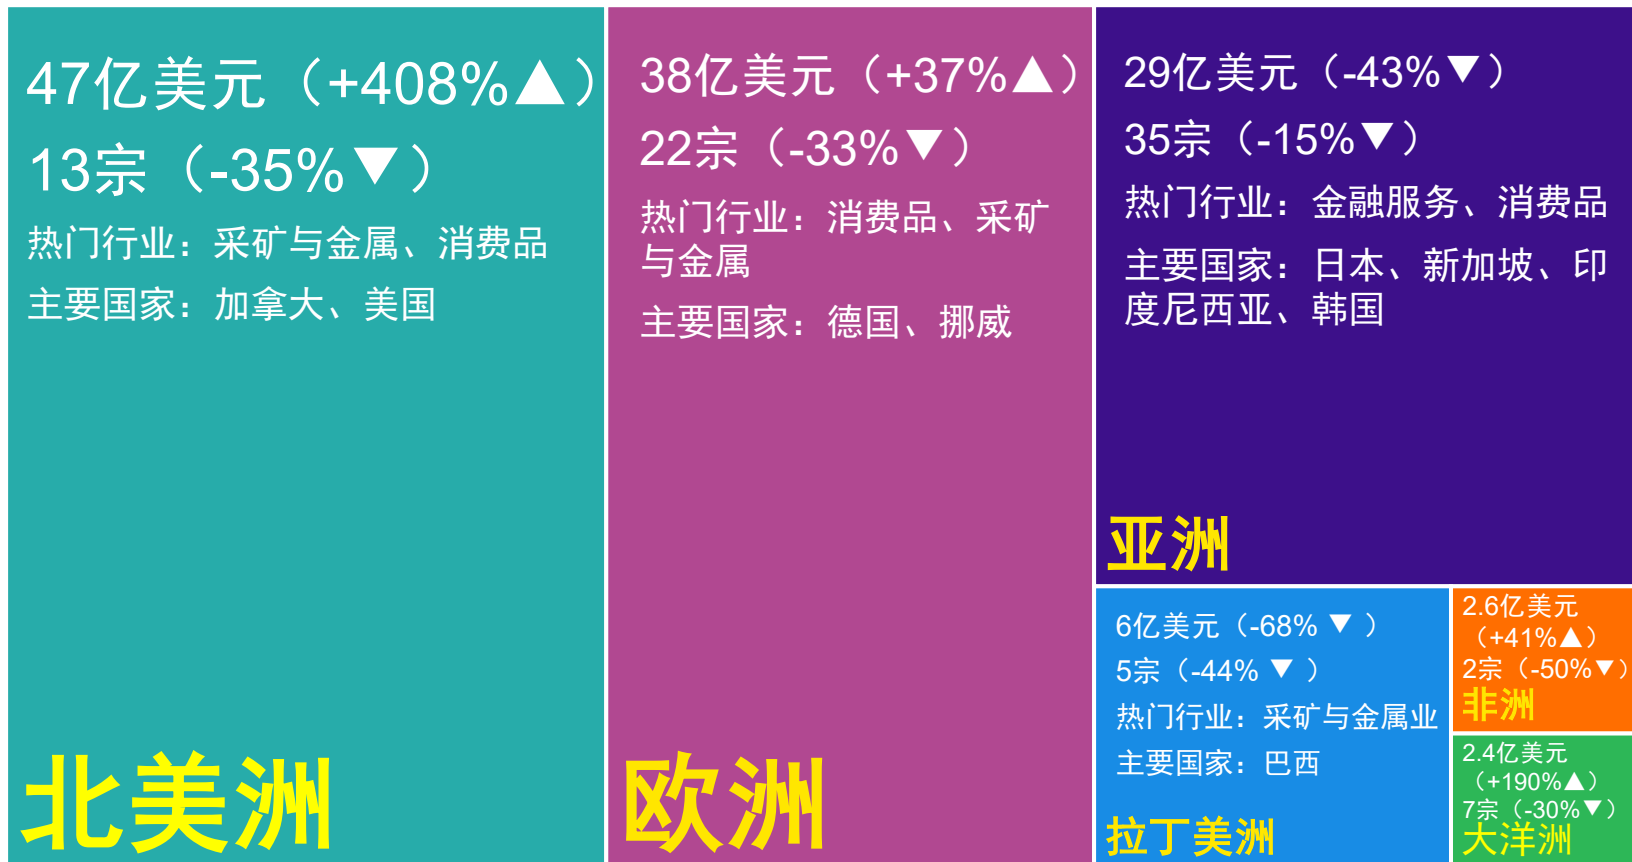 47亿美元（+408%▲）
13宗（-35%▼）
热门行业：采矿与金属、消费品
主要国家：加拿大、美国
北美洲
38亿美元（+37%▲）
22宗（-33%▼）
热门行业：消费品、采矿
与金属
主要国家：德国、挪威
欧洲
29亿美元（-43%▼）
35宗（-15%▼）
热门行业：金融服务、消费品
主要国家：日本、新加坡、印
度尼西亚、韩国
亚洲
6亿美元（-68% ▼ ）
5宗（-44% ▼ ）
热门行业：采矿与金属业
主要国家：巴西
拉丁美洲
2.6亿美元
（+41%▲）
2宗（-50%▼）
非洲
2.4亿美元
（+190%▲）
7宗（-30%▼）
大洋洲